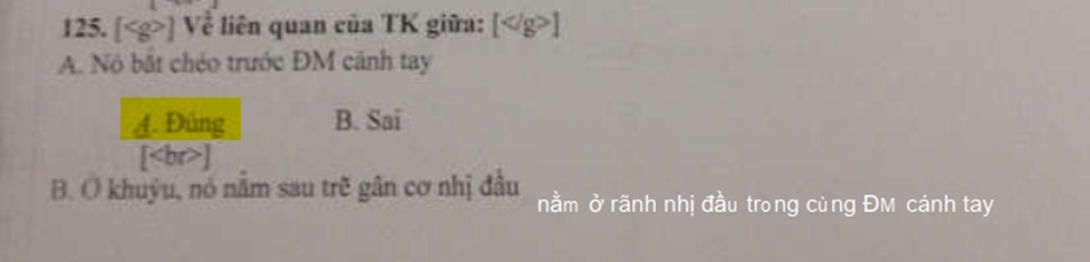 125. [<g>] Về liên quan của TK giữa: [</g>]
A. Nó bắt chéo trước ĐM cánh tay
A. Đúng B. Sai
[<br>]
B. Ở khuỷu, nó nằm sau trẽ gân cơ nhị đầu
nằm ở rãnh nhị đầu trong cùng ĐM cánh tay